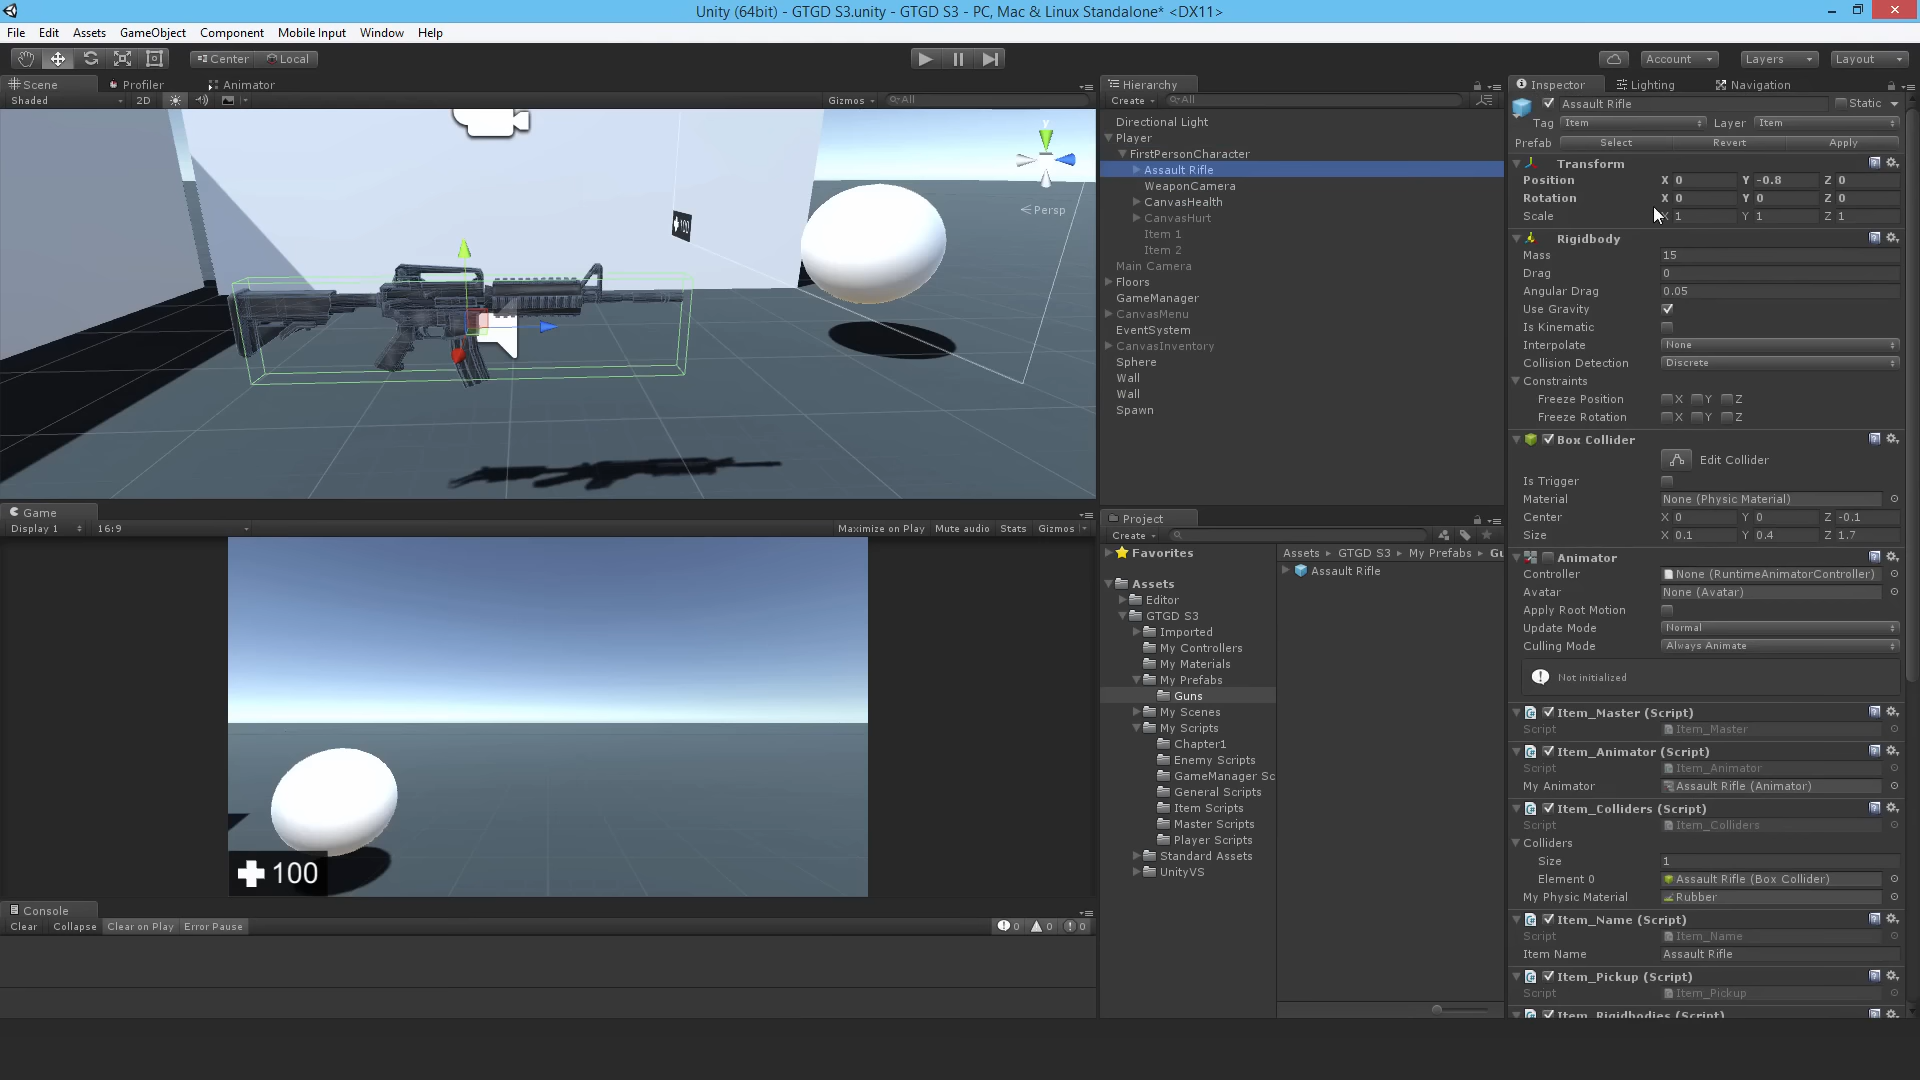 Unity (64bit) - GTGD S3.unity - GTGD S3 - PC, Mac & Linux Standalone* <DX11>
File Edit Assets GameObject Component Mobile Input Window Help
Center Local Account Layers Layout
Scene Profiler Animator
Shaded 2D Gizmos All
y
Persp
100
Game
Display 1 16:9 Maximize on Play Mute audio Stats Gizmos
100
Console
Clear Collapse Clear on Play Error Pause 0 0 0
Hierarchy
Create All
Directional Light
Player
FirstPersonCharacter
Assault Rifle
WeaponCamera
CanvasHealth
CanvasHurt
Item 1
Item 2
Main Camera
Floors
GameManager
CanvasMenu
EventSystem
CanvasInventory
Sphere
Wall
Wall
Spawn
Project
Create
Favorites
Assets
Editor
GTGD S3
Imported
My Controllers
My Materials
My Prefabs
Guns
My Scenes
My Scripts
Chapter1
Enemy Scripts
GameManager Sc
General Scripts
Item Scripts
Master Scripts
Player Scripts
Standard Assets
UnityVS
Assets GTGD S3 My Prefabs Gu
Assault Rifle
Inspector Lighting Navigation
Assault Rifle Static
Tag Item Layer Item
Prefab Select Revert Apply
Transform
Position X 0 Y -0.8 Z 0
Rotation X 0 Y 0 Z 0
Scale X 1 Y 1 Z 1
Rigidbody
Mass 15
Drag 0
Angular Drag 0.05
Use Gravity
Is Kinematic
Interpolate None
Collision Detection Discrete
Constraints
Freeze Position X Y Z
Freeze Rotation X Y Z
Box Collider
Edit Collider
Is Trigger
Material None (Physic Material)
Center X 0 Y 0 Z -0.1
Size X 0.1 Y 0.4 Z 1.7
Animator
Controller None (RuntimeAnimatorController)
Avatar None (Avatar)
Apply Root Motion
Update Mode Normal
Culling Mode Always Animate
Not initialized
Item_Master (Script)
Script Item_Master
Item_Animator (Script)
Script Item_Animator
My Animator Assault Rifle (Animator)
Item_Colliders (Script)
Script Item_Colliders
Colliders
Size 1
Element 0 Assault Rifle (Box Collider)
My Physic Material Rubber
Item_Name (Script)
Script Item_Name
Item Name Assault Rifle
Item_Pickup (Script)
Script Item_Pickup
Item_Rigidbodies (Script)